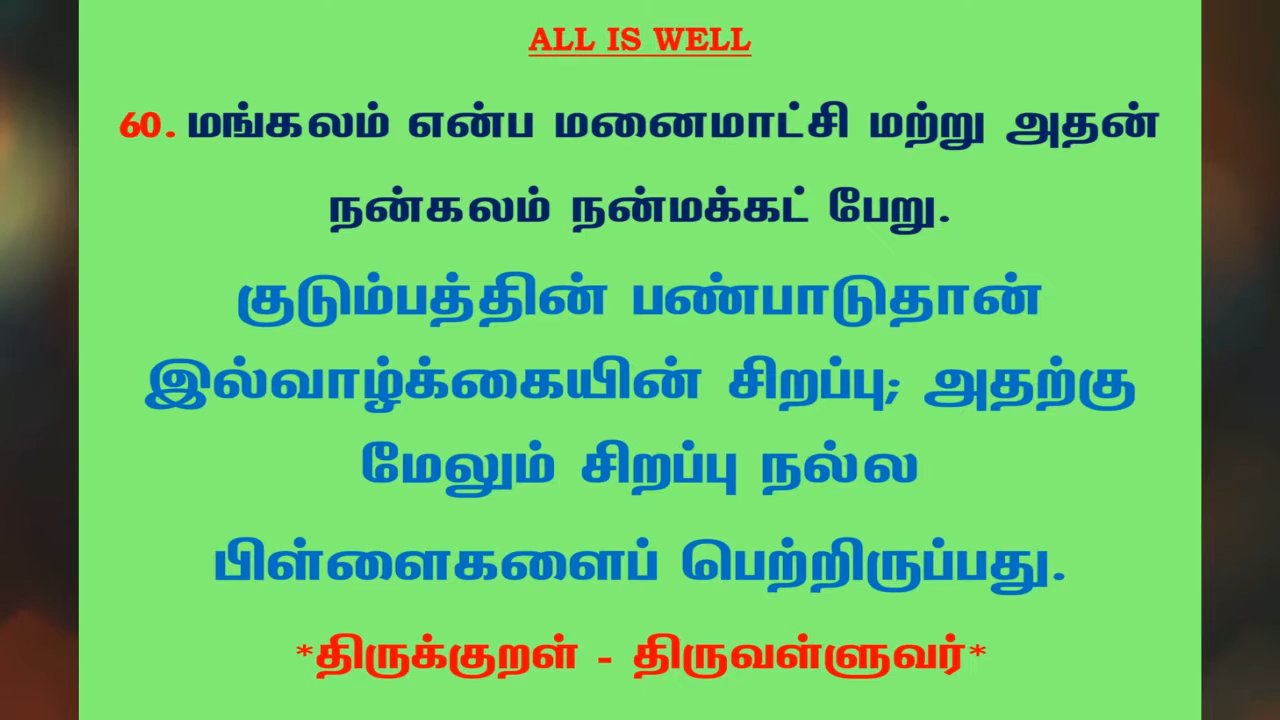 ALL IS WELL
60. மங்கலம் என்ப மனைமாட்சி மற்று அதன்
நன்கலம் நன்மக்கட் பேறு.
குடும்பத்தின் பண்பாடுதான்
இல்வாழ்க்கையின் சிறப்பு; அதற்கு
மேலும் சிறப்பு நல்ல
பிள்ளைகளைப் பெற்றிருப்பது.
*திருக்குறள் - திருவள்ளுவர்*